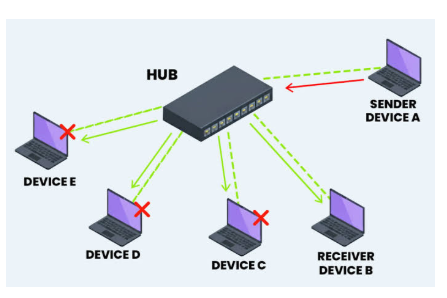 HUB
SENDER
DEVICE A
DEVICE E
DEVICE D
DEVICE C
RECEIVER
DEVICE B